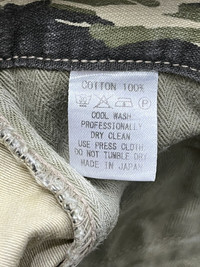 COTTON 100%
COOL WASH
PROFESSIONALLY
DRY CLEAN
USE PRESS CLOTH
DO NOT TUMBLE DRY
MADE IN JAPAN